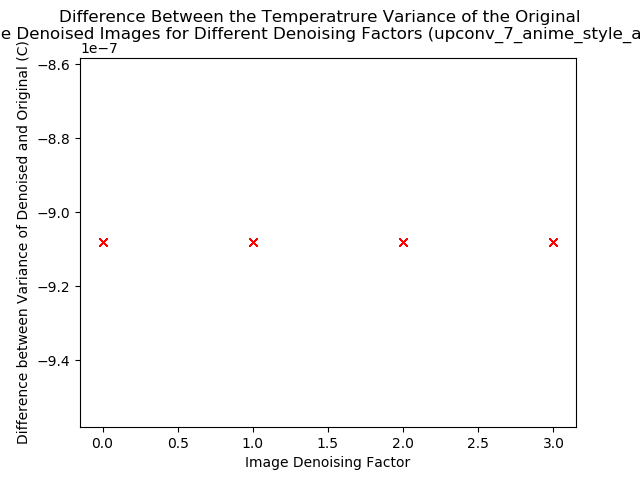 Difference Between the Temperatrure Variance of the Original
e Denoised Images for Different Denoising Factors (upconv_7_anime_style_a
1e−7
−8.6
−8.8
−9.0
−9.2
−9.4
Difference between Variance of Denoised and Original (C)
0.0 0.5 1.0 1.5 2.0 2.5 3.0
Image Denoising Factor